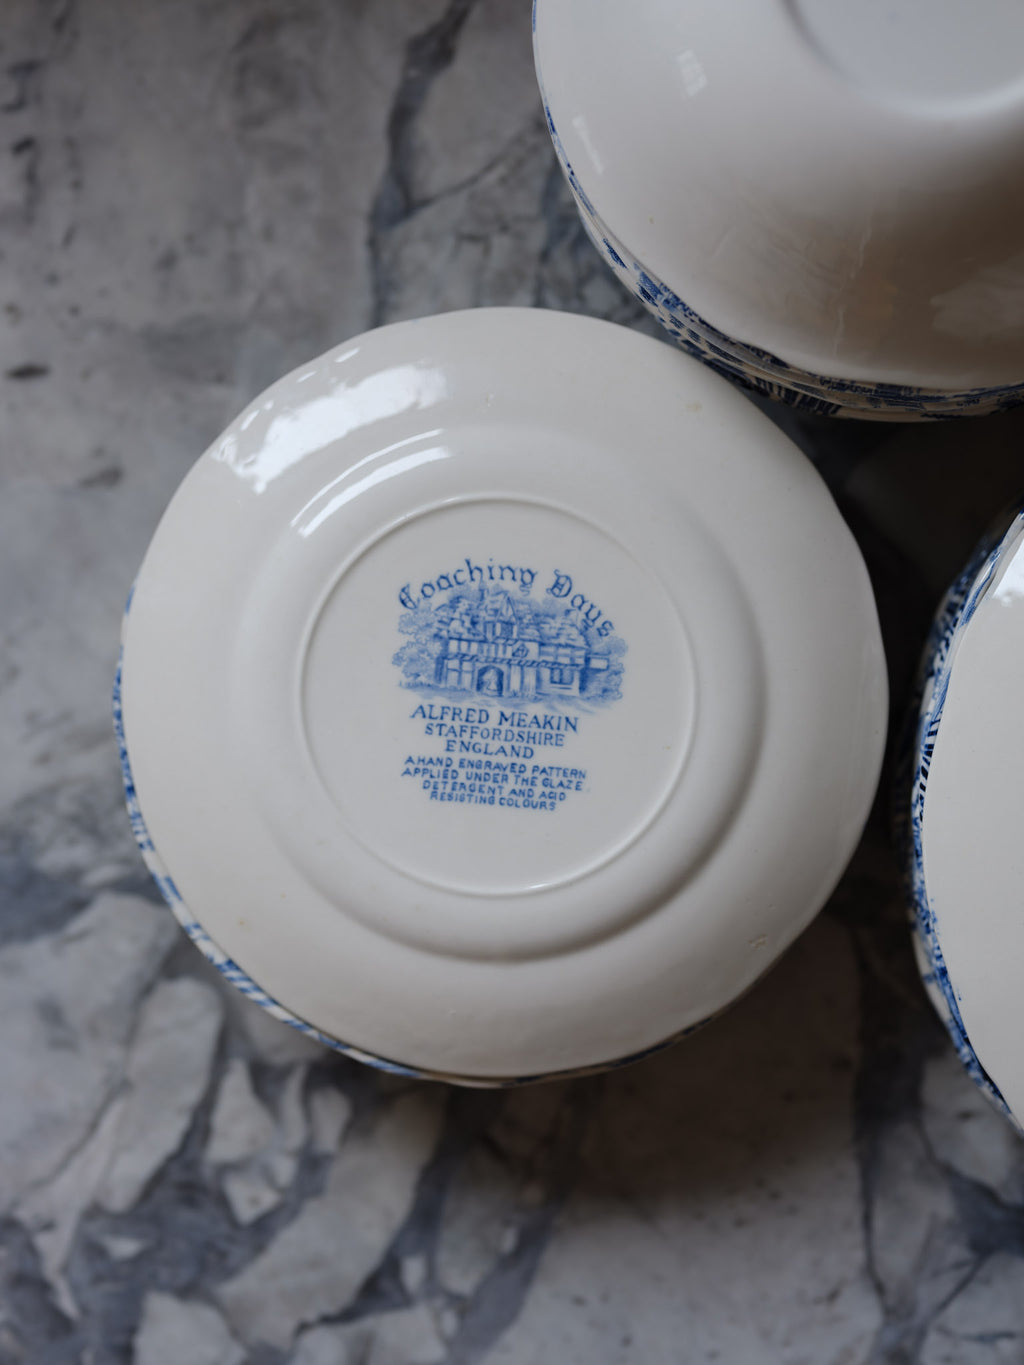 Coaching Days
ALFRED MEAKIN
STAFFORDSHIRE
ENGLAND
A HAND ENGRAVED PATTERN
APPLIED UNDER THE GLAZE.
DETERGENT AND ACID
RESISTING COLOURS